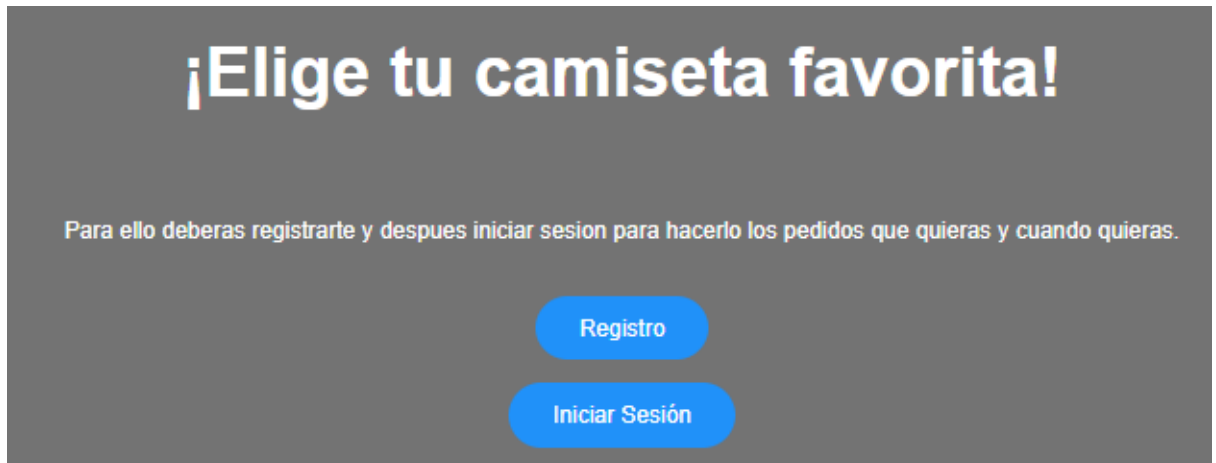 ¡Elige tu camiseta favorita!
Para ello deberas registrarte y despues iniciar sesion para hacerlo los pedidos que quieras y cuando quieras.
Registro
Iniciar Sesión